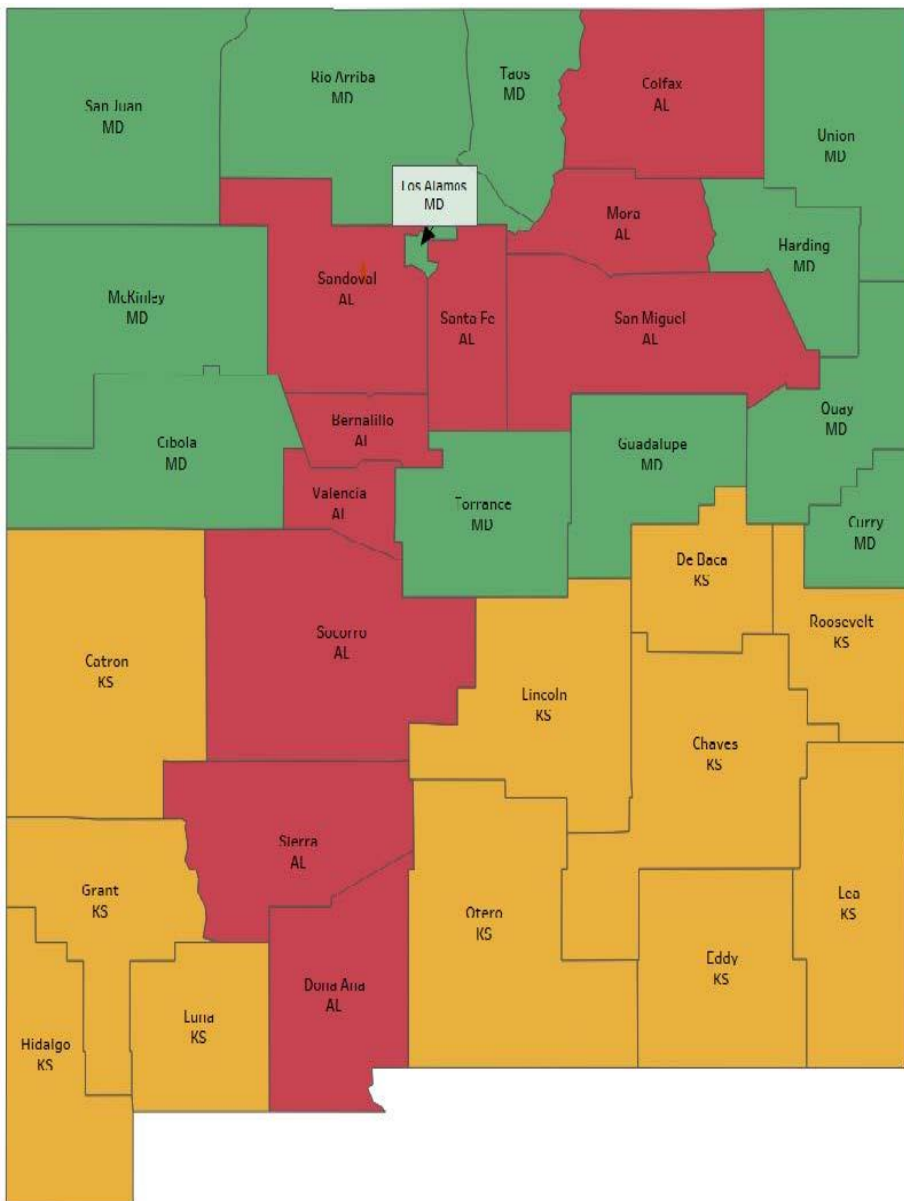 Rio Arriba
MD
Taos
MD
Colfax
AL
San Juan
MD
Union
MD
Los Alamos
MD
Mora
AL
Harding
MD
Sandoval
AL
McKinley
MD
Santa Fe
AL
San Miguel
AL
Quay
MD
Bernalillo
AL
Cibola
MD
Guadalupe
MD
Valencia
AL
Torrance
MD
Curry
MD
De Baca
KS
Roosevelt
KS
Socorro
AL
Catron
KS
Lincoln
KS
Chaves
KS
Sierra
AL
Grant
KS
Lea
KS
Otero
KS
Eddy
KS
Dona Ana
AL
Luna
KS
Hidalgo
KS